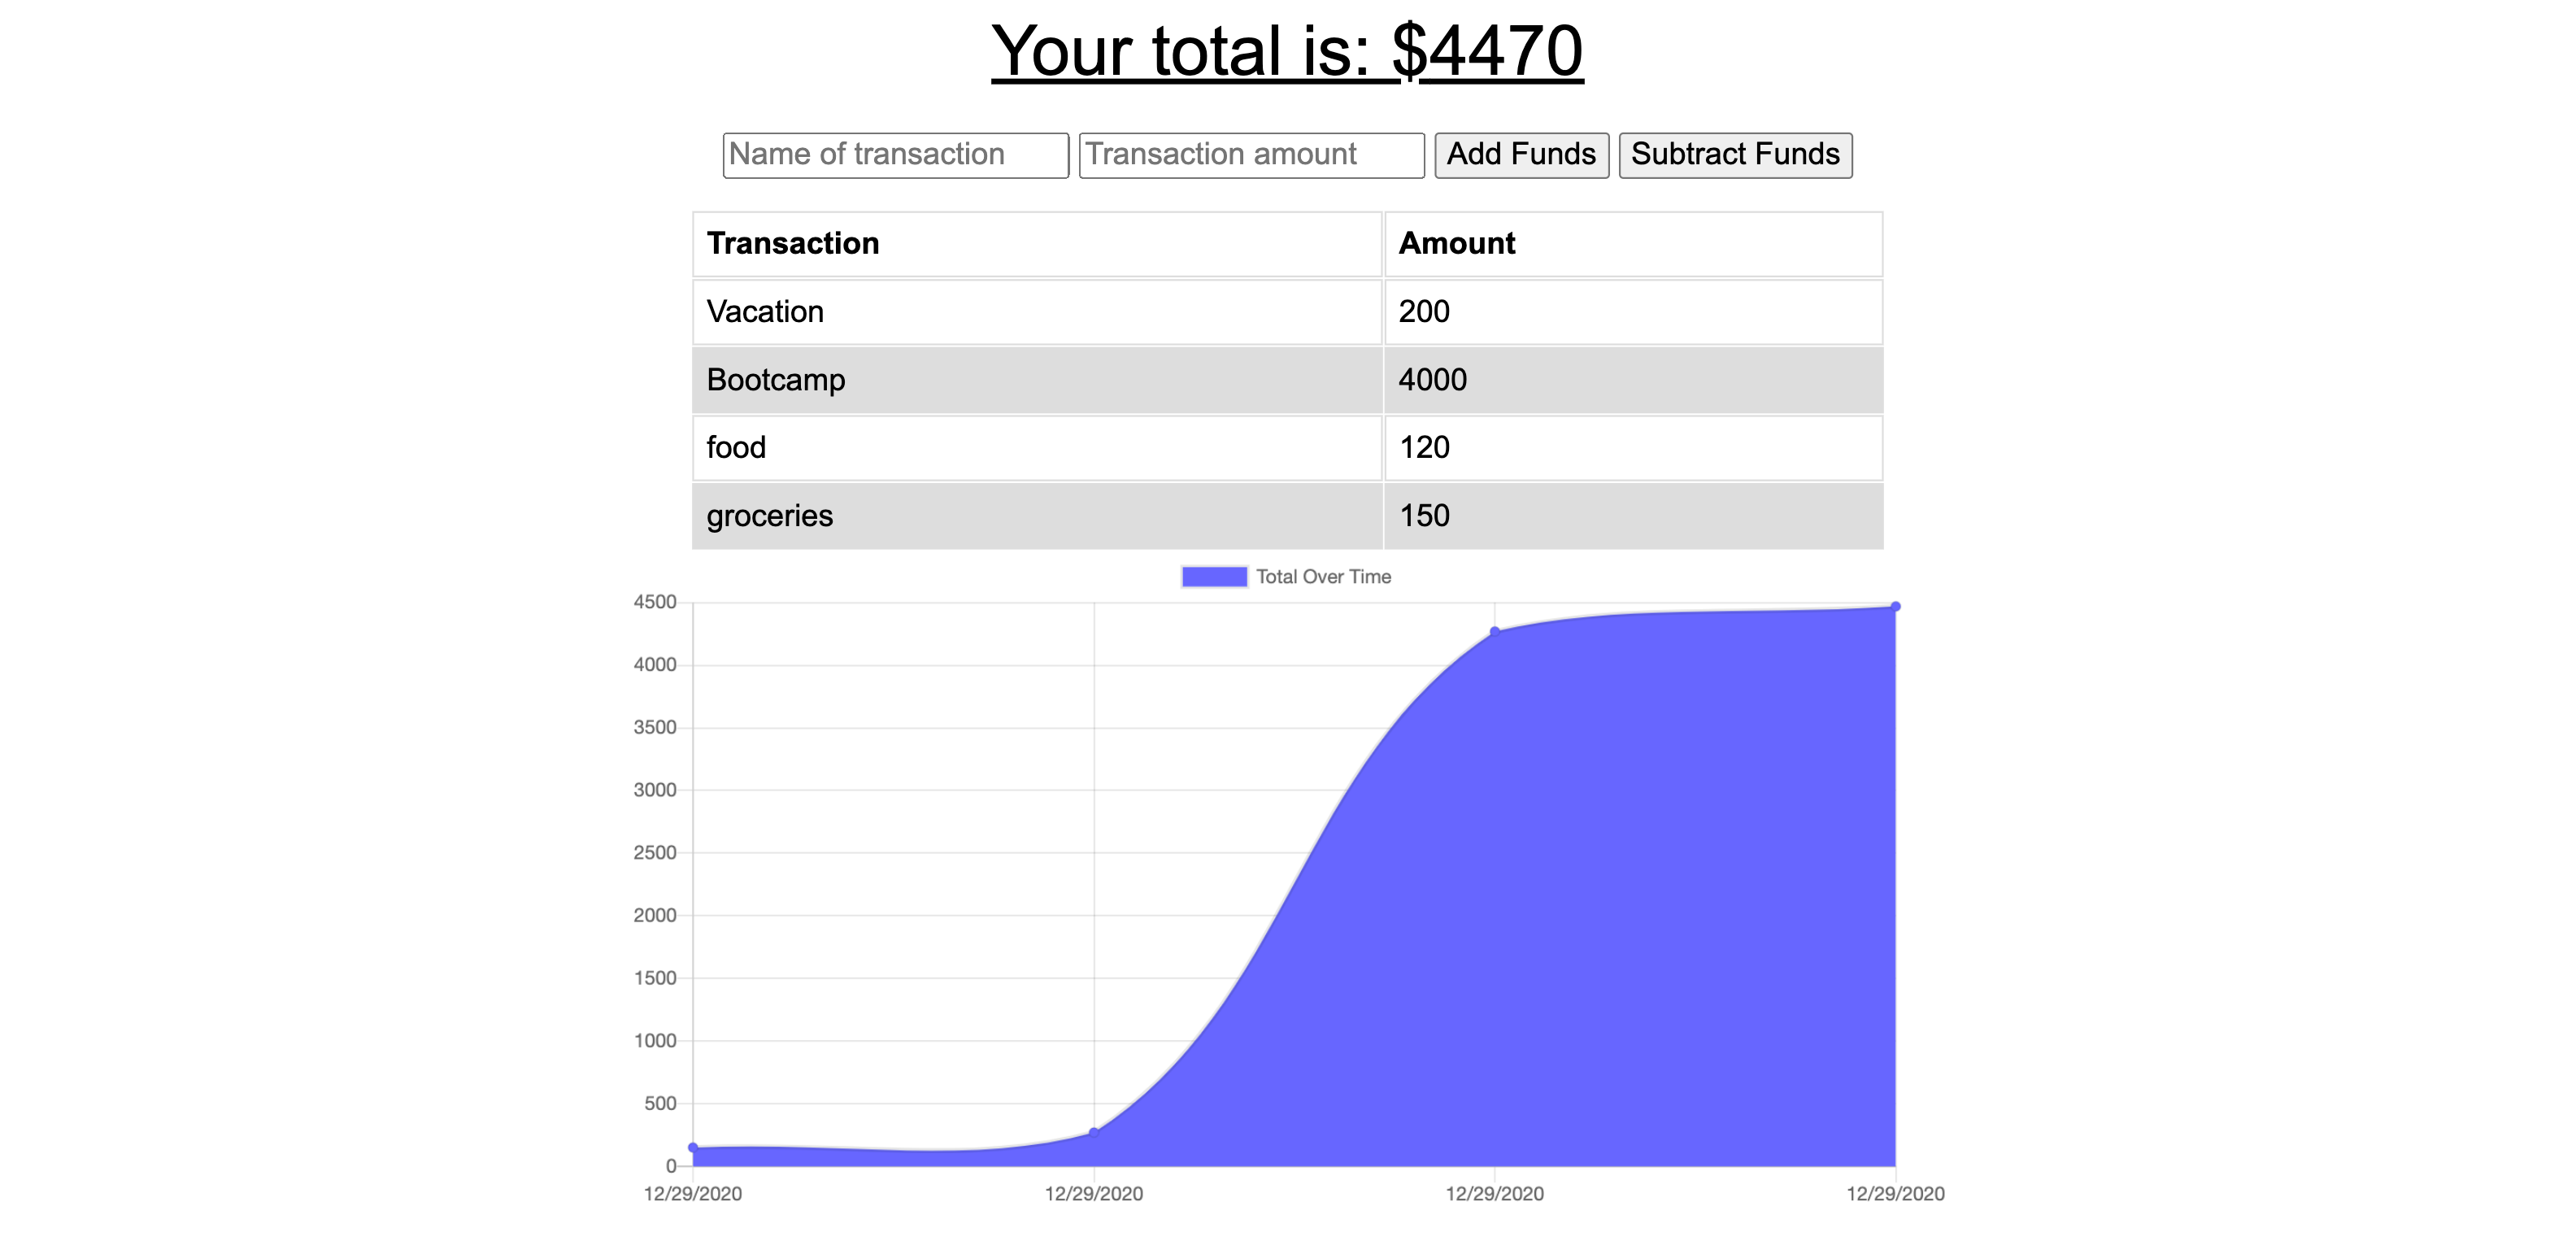 Your total is: $4470
Name of transaction Transaction amount Add Funds Subtract Funds
Transaction Amount
Vacation 200
Bootcamp 4000
food 120
groceries 150
Total Over Time
4500
4000
3500
3000
2500
2000
1500
1000
500
0
12/29/2020 12/29/2020 12/29/2020 12/29/2020